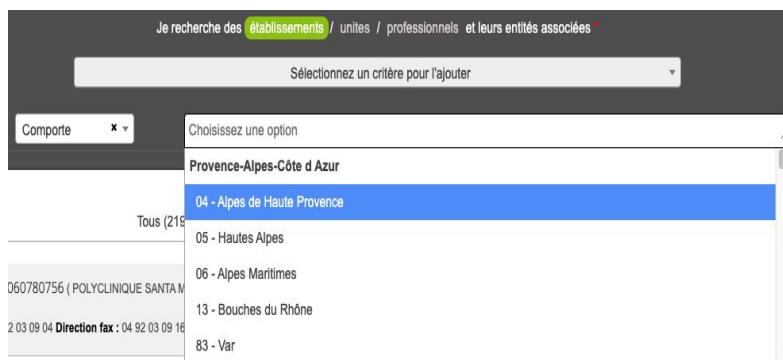 Je recherche des établissements / unites / professionnels et leurs entités associées *
Sélectionnez un critère pour l'ajouter
Comporte x
Choisissez une option
Provence-Alpes-Côte d Azur
04 - Alpes de Haute Provence
Tous (219
05 - Hautes Alpes
06 - Alpes Maritimes
060780756 ( POLYCLINIQUE SANTA M
13 - Bouches du Rhône
2 03 09 04 Direction fax : 04 92 03 09 16
83 - Var